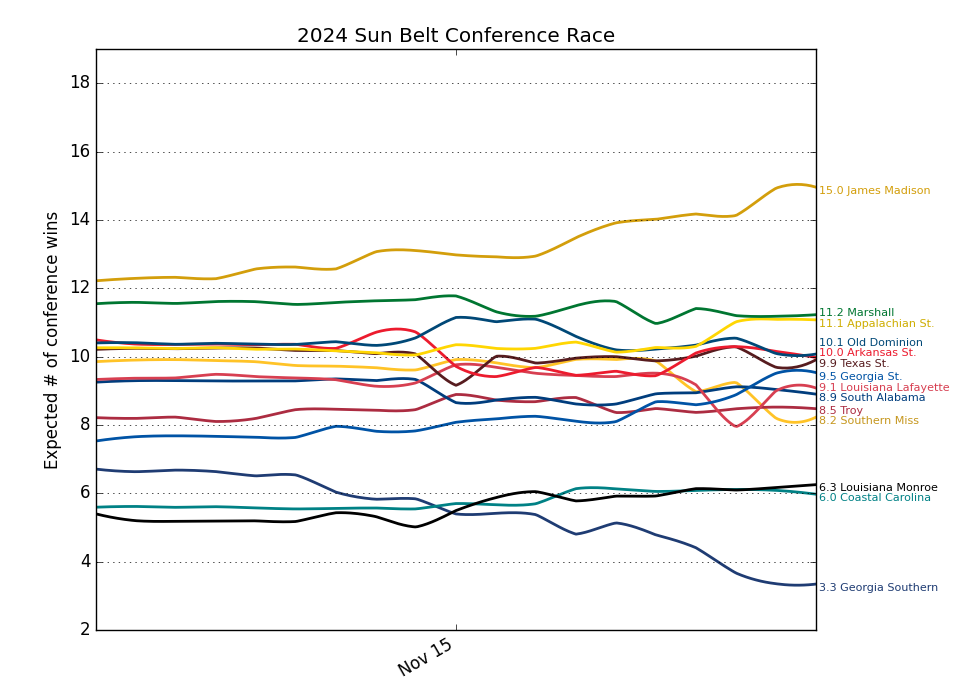 2024 Sun Belt Conference Race
Expected # of conference wins
18
16
14
12
10
8
6
4
2
Nov 15
15.0 James Madison
11.2 Marshall
11.1 Appalachian St.
10.1 Old Dominion
10.0 Arkansas St.
9.9 Texas St.
9.5 Georgia St.
9.1 Louisiana Lafayette
8.9 South Alabama
8.5 Troy
8.2 Southern Miss
6.3 Louisiana Monroe
6.0 Coastal Carolina
3.3 Georgia Southern